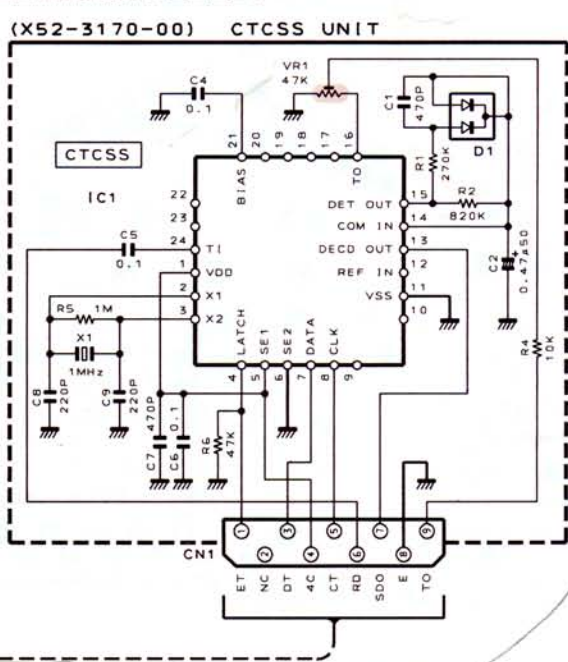 (X52-3170-00) CTCSS UNIT
VR1
47K
C4
0.1
C1
470P
D1
CTCSS
IC1
21
20
19
18
17
16
BIAS
TO
R1
270K
22
23
24
1
2
3
TI
VDD
X1
X2
DET OUT
COM IN
DECD OUT
REF IN
VSS
15
14
13
12
11
10
R2
820K
C2
0.47A50
+
R4
10K
C5
0.1
R5
1M
X1
1MHz
C8
220P
C9
220P
LATCH
SE1
SE2
DATA
CLK
4
5
6
7
8
9
C7
470P
C6
0.1
R6
47K
CN1
1
2
3
4
5
6
7
8
9
ET
NC
DT
4C
CT
RD
SDO
E
TO